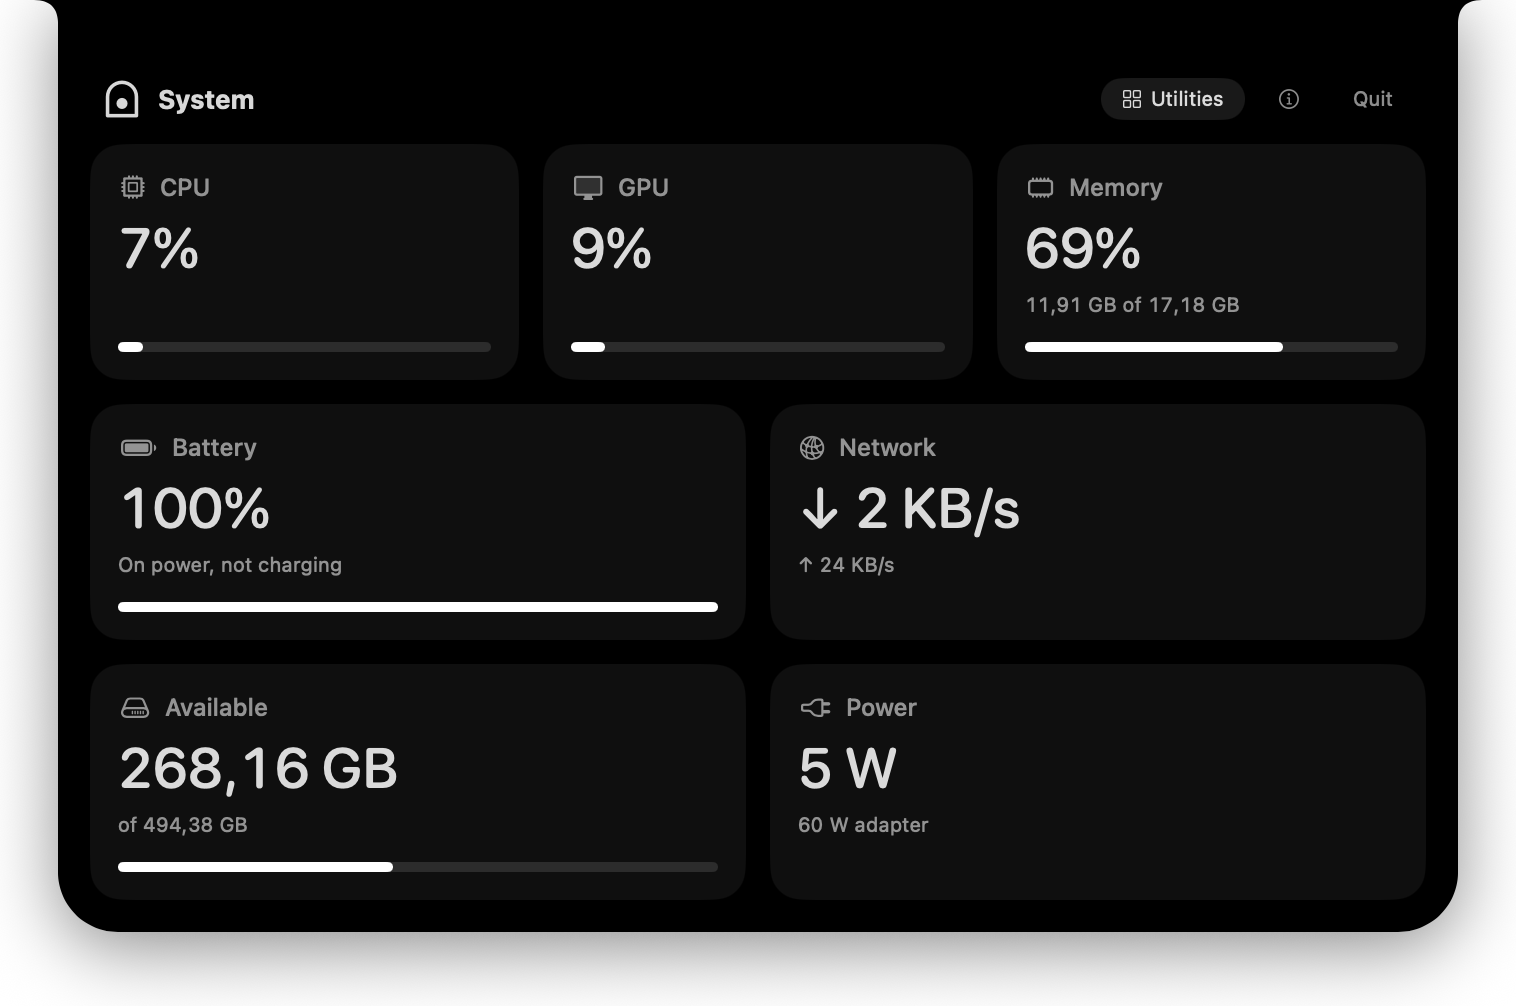 System
Utilities
Quit
CPU
7%
GPU
9%
Memory
69%
11,91 GB of 17,18 GB
Battery
100%
On power, not charging
Network
↓ 2 KB/s
↑ 24 KB/s
Available
268,16 GB
of 494,38 GB
Power
5 W
60 W adapter